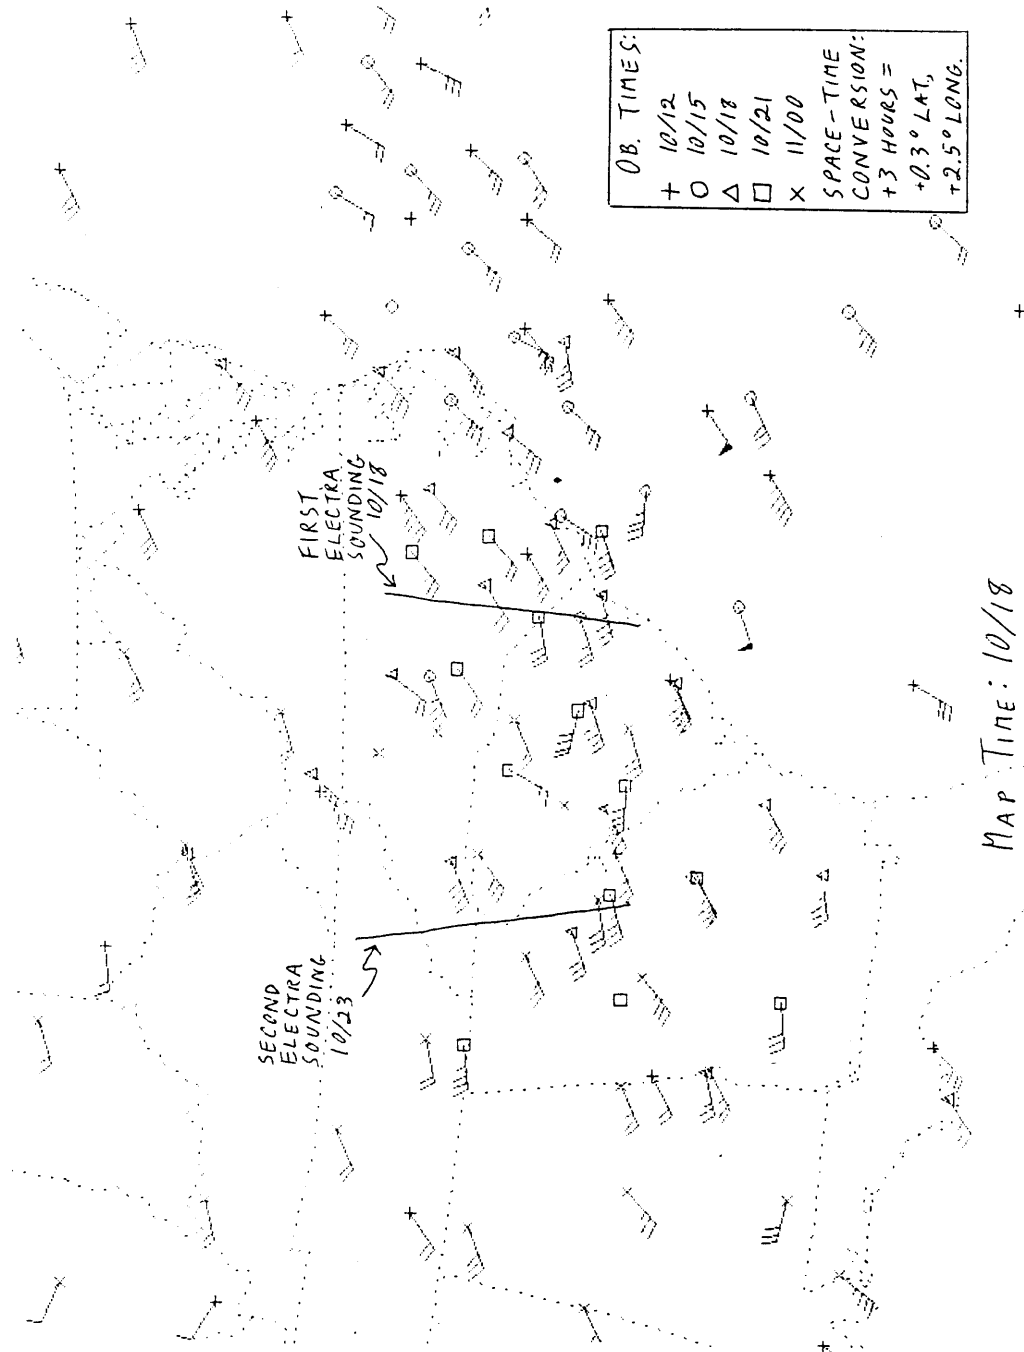 OB. TIMES:
+ 10/12
○ 10/15
△ 10/18
□ 10/21
× 11/00
SPACE-TIME
CONVERSION:
+3 HOURS =
+0.3° LAT,
+2.5° LONG.
FIRST
ELECTRA
SOUNDING
10/18
SECOND
ELECTRA
SOUNDING
10/23
MAP TIME: 10/18